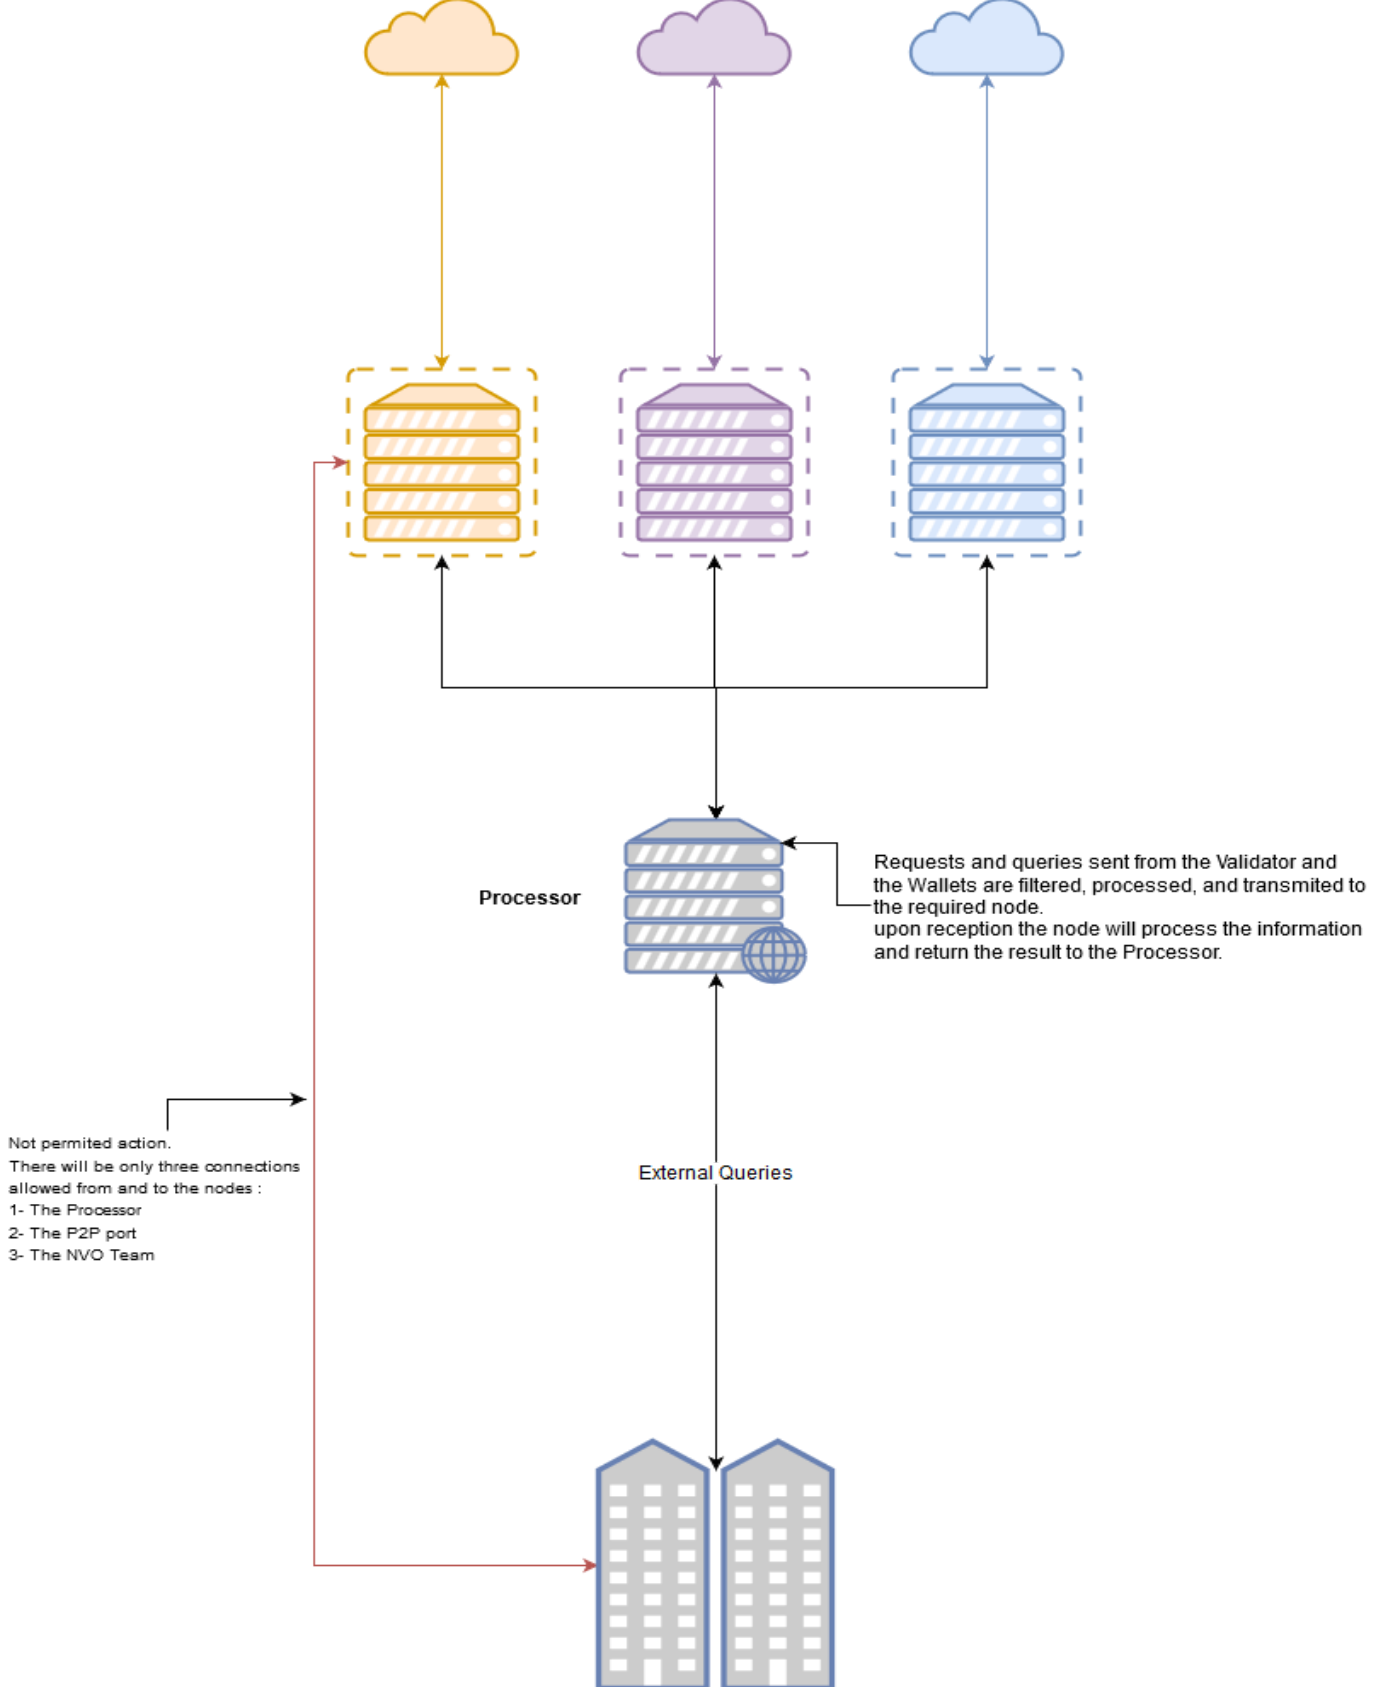 Processor
Requests and queries sent from the Validator and
the Wallets are filtered, processed, and transmited to
the required node.
upon reception the node will process the information
and return the result to the Processor.
Not permited action.
There will be only three connections
allowed from and to the nodes :
1- The Processor
2- The P2P port
3- The NVO Team
External Queries